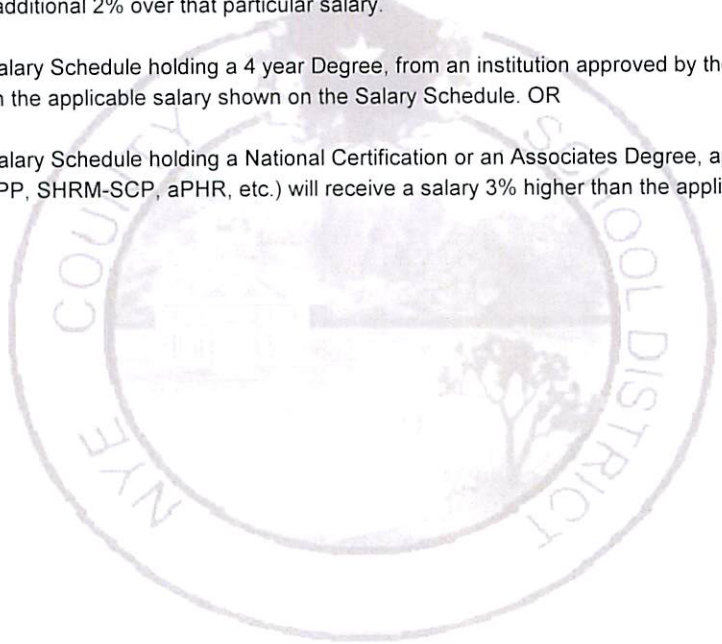 additional 2% over that particular salary.
alary Schedule holding a 4 year Degree, from an institution approved by the
the applicable salary shown on the Salary Schedule. OR
alary Schedule holding a National Certification or an Associates Degree, a
PP, SHRM-SCP, aPHR, etc.) will receive a salary 3% higher than the appli
NYE COUNTY SCHOOL DISTRICT